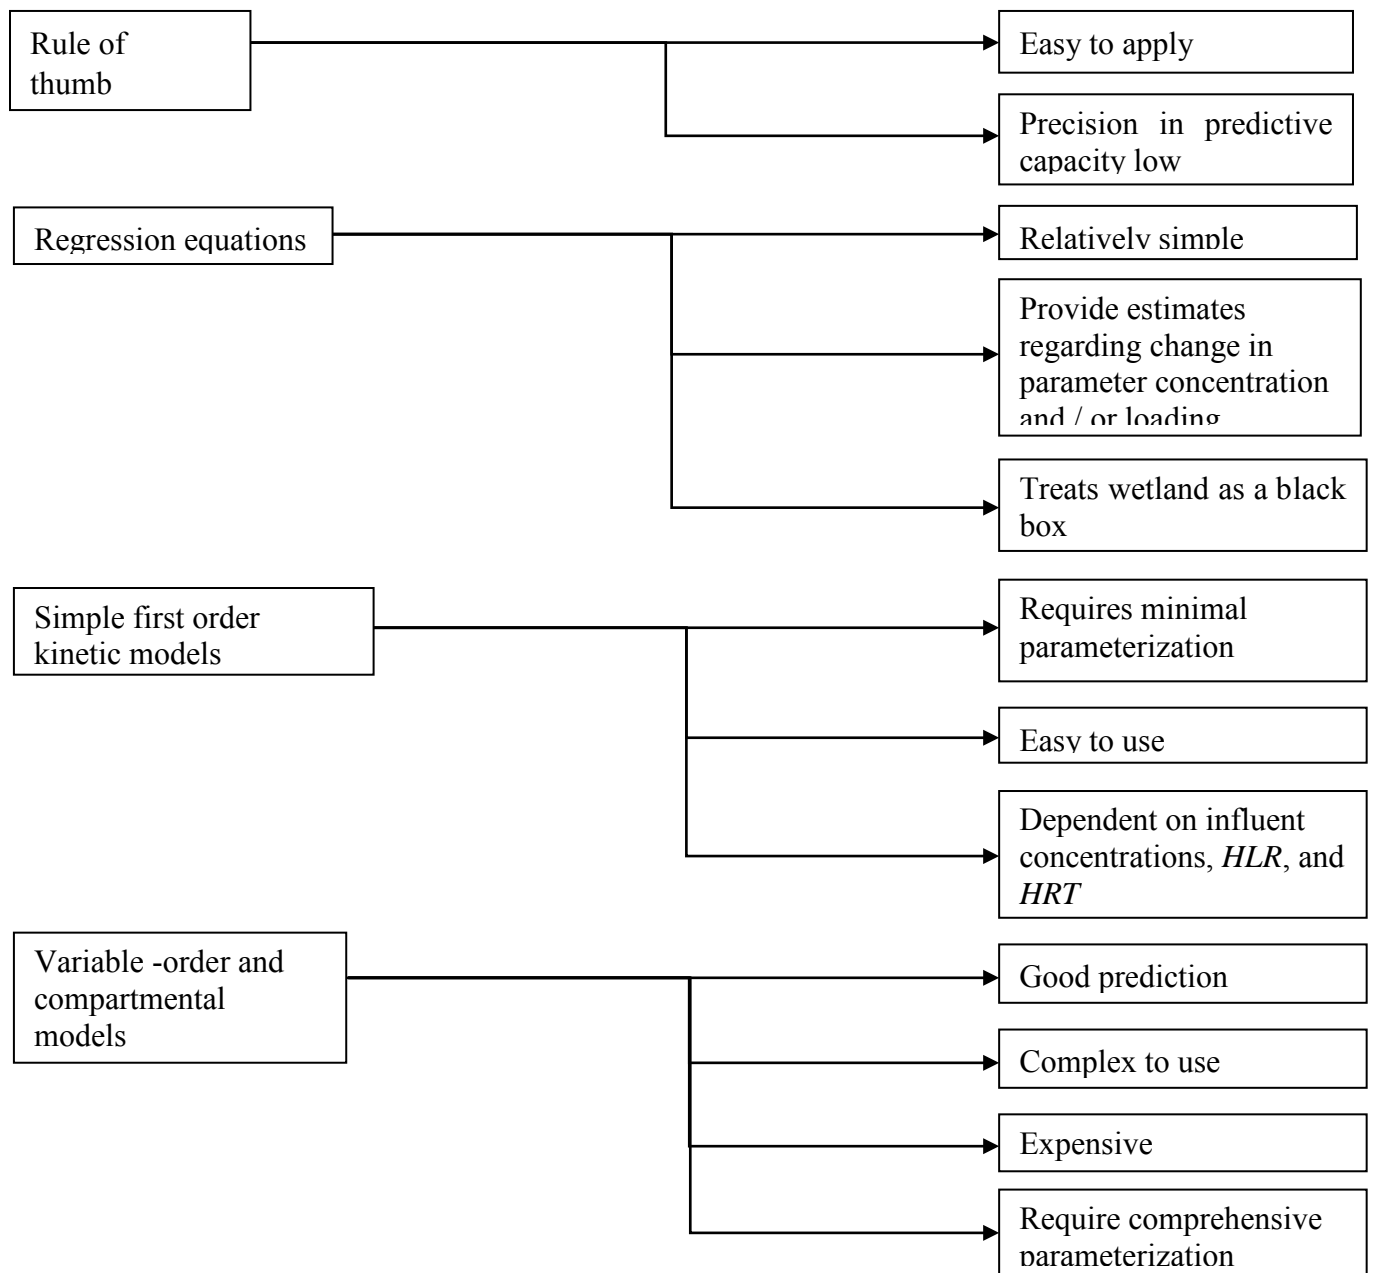 Rule of
thumb
Easy to apply
Precision in predictive
capacity low
Regression equations
Relatively simple
Provide estimates
regarding change in
parameter concentration
and / or loading
Treats wetland as a black
box
Simple first order
kinetic models
Requires minimal
parameterization
Easy to use
Dependent on influent
concentrations, HLR, and
HRT
Variable -order and
compartmental
models
Good prediction
Complex to use
Expensive
Require comprehensive
parameterization